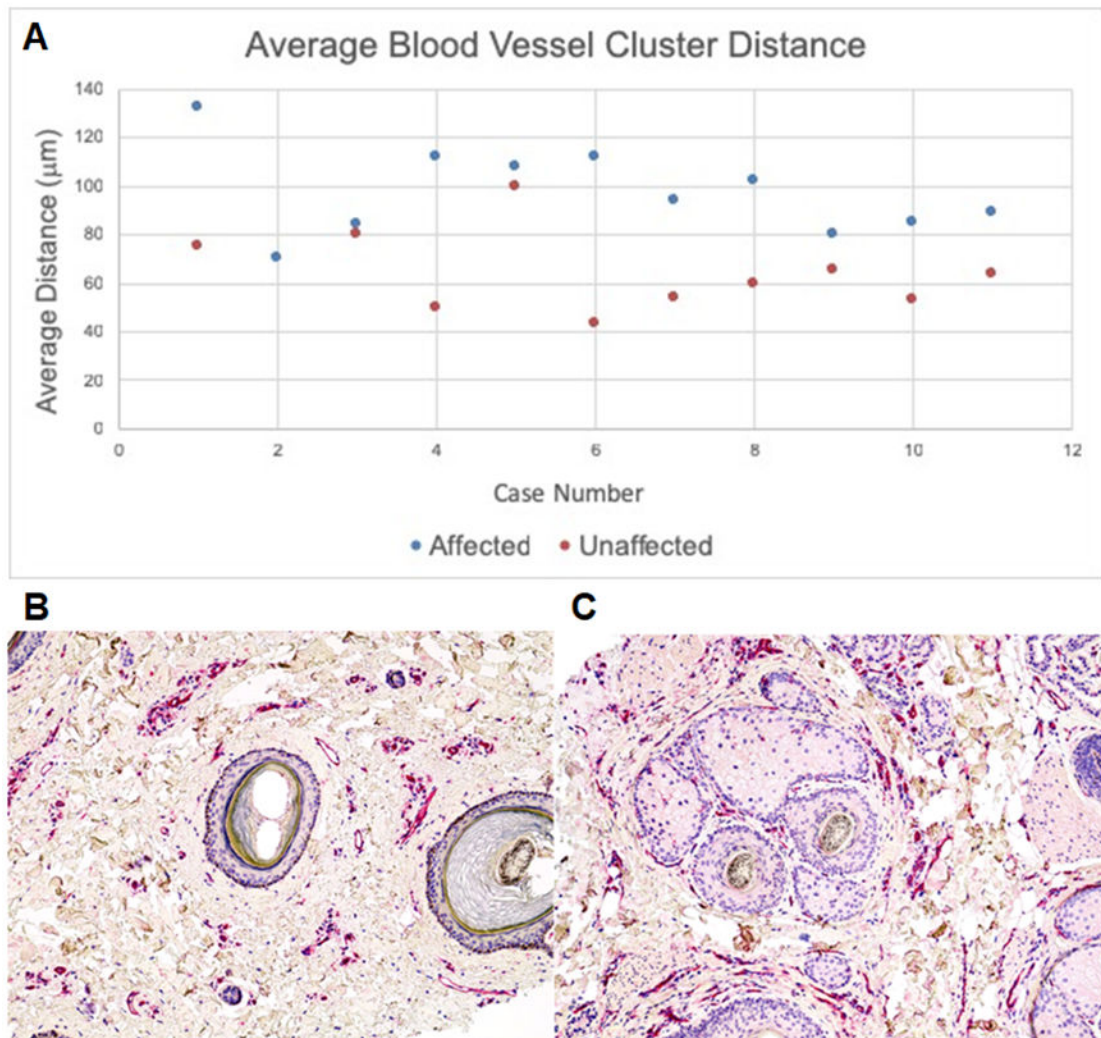 A
Average Blood Vessel Cluster Distance
Average Distance (μm)
140
120
100
80
60
40
20
0
0 2 4 6 8 10 12
Case Number
Affected Unaffected
B C